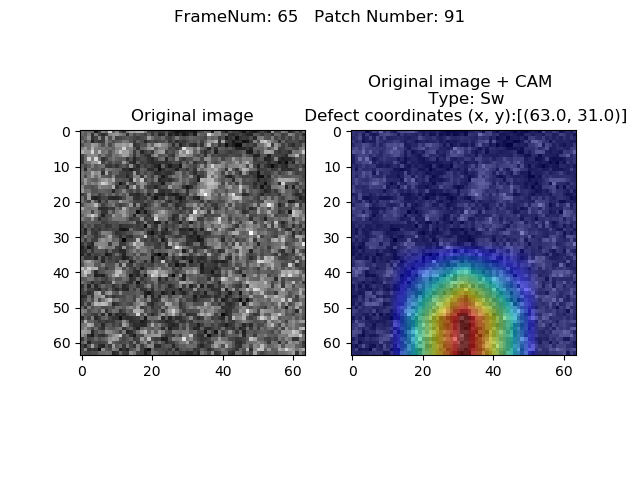 FrameNum: 65   Patch Number: 91
Original image
0
10
20
30
40
50
60
0 20 40 60
Original image + CAM
Type: Sw
Defect coordinates (x, y):[(63.0, 31.0)]
0
10
20
30
40
50
60
0 20 40 60